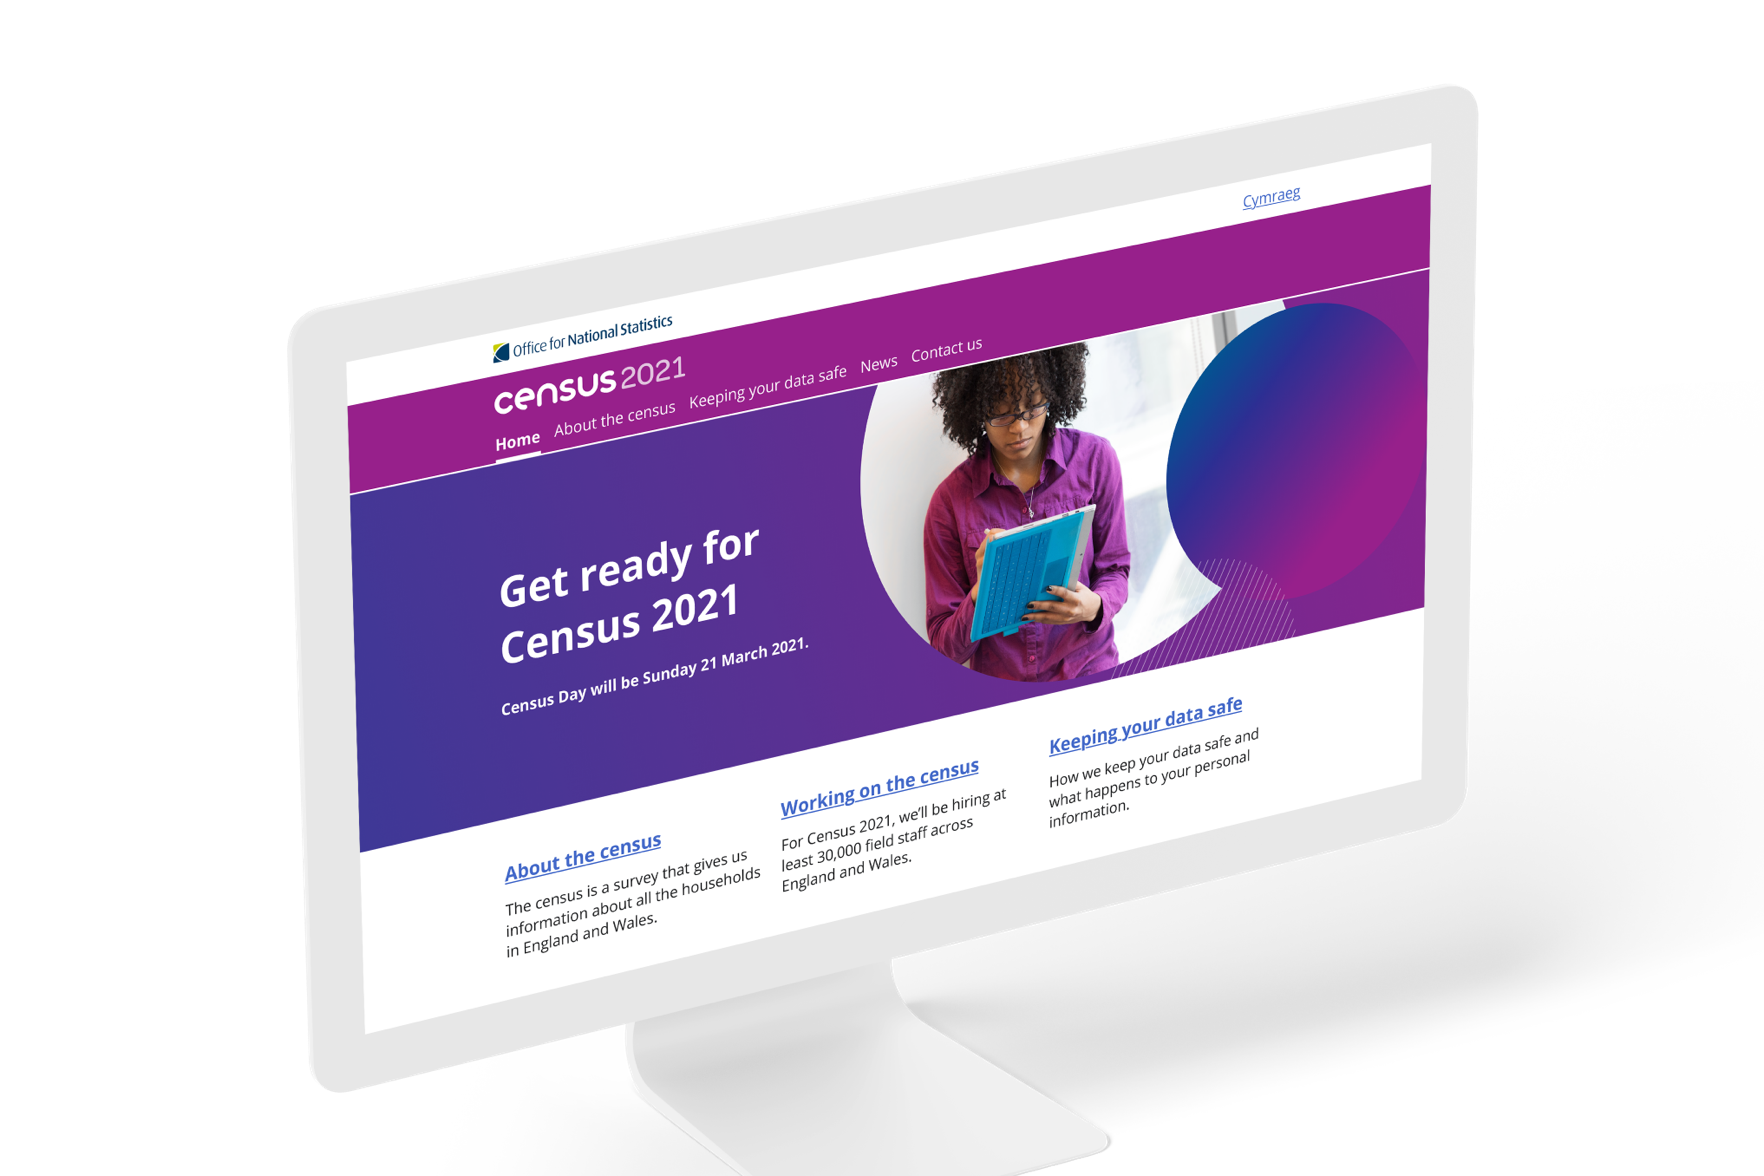 Cymraeg
Office for National Statistics
census 2021
Home About the census Keeping your data safe News Contact us
Get ready for
Census 2021
Census Day will be Sunday 21 March 2021.
About the census
The census is a survey that gives us
information about all the households
in England and Wales.
Working on the census
For Census 2021, we'll be hiring at
least 30,000 field staff across
England and Wales.
Keeping your data safe
How we keep your data safe and
what happens to your personal
information.